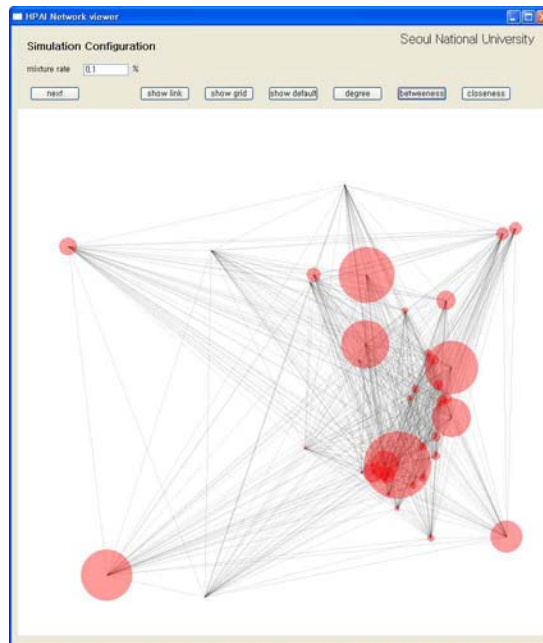 HPAI Network viewer
Seoul National University
Simulation Configuration
mixture rate 0,1 %
next show link show grid show default degree betweeness closeness